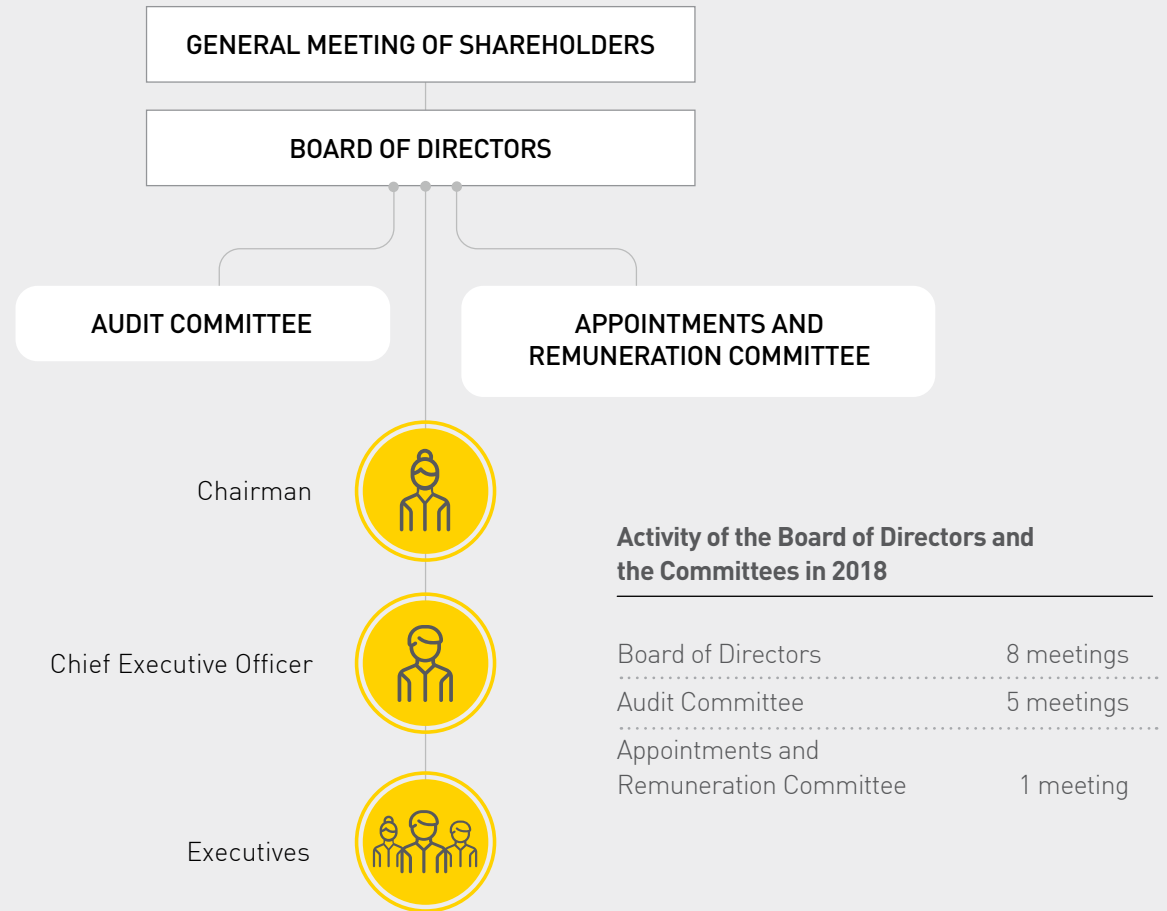 GENERAL MEETING OF SHAREHOLDERS
BOARD OF DIRECTORS
AUDIT COMMITTEE
APPOINTMENTS AND
REMUNERATION COMMITTEE
Chairman
Chief Executive Officer
Executives
Activity of the Board of Directors and
the Committees in 2018
Board of Directors 8 meetings
Audit Committee 5 meetings
Appointments and
Remuneration Committee 1 meeting